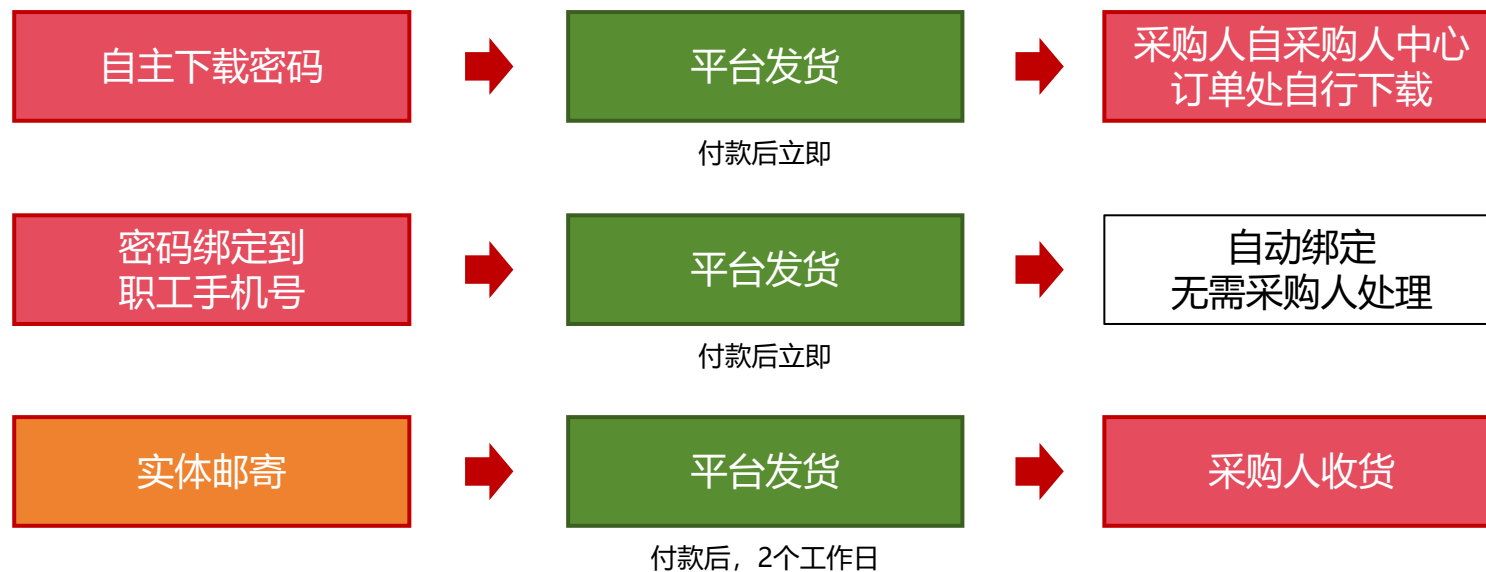 自主下载密码
平台发货
采购人自采购人中心
订单处自行下载
付款后立即
密码绑定到
职工手机号
平台发货
自动绑定
无需采购人处理
付款后立即
实体邮寄
平台发货
采购人收货
付款后，2个工作日